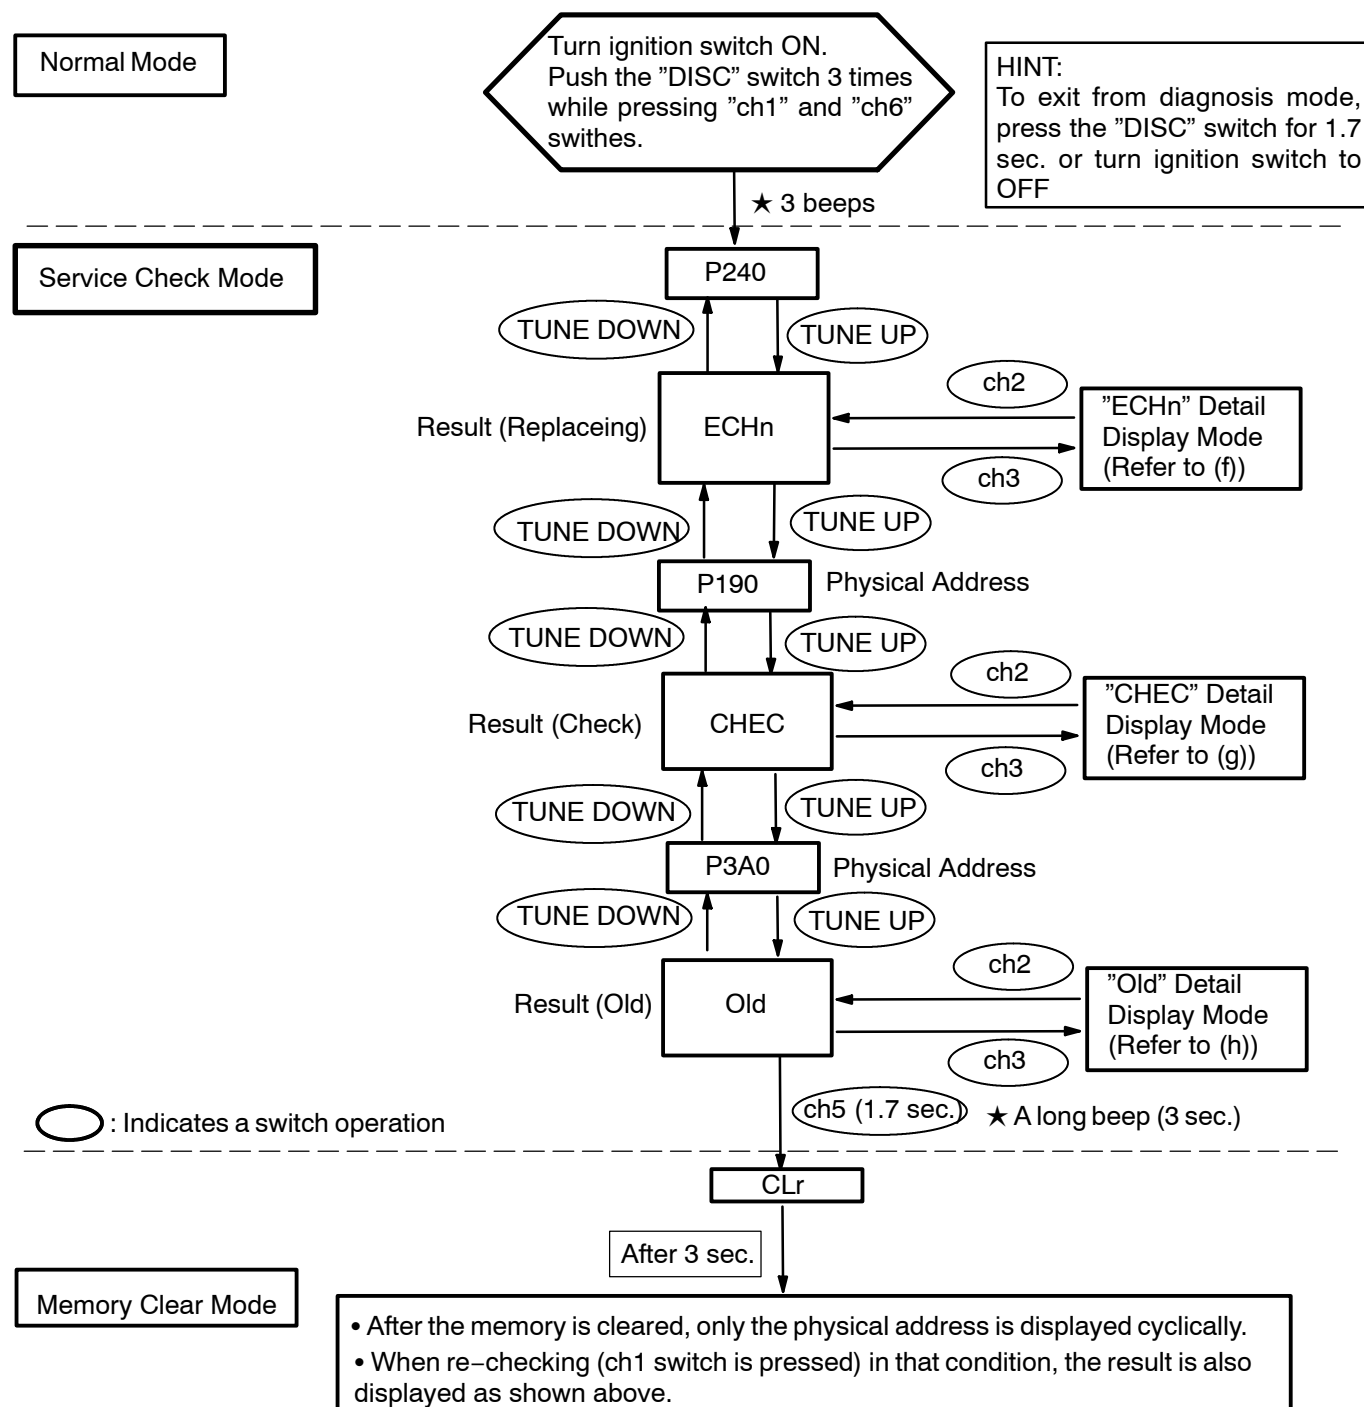 Normal Mode
Turn ignition switch ON.
Push the ”DISC” switch 3 times
while pressing ”ch1” and ”ch6”
swithes.
HINT:
To exit from diagnosis mode,
press the ”DISC” switch for 1.7
sec. or turn ignition switch to
OFF
★ 3 beeps
Service Check Mode
P240
TUNE DOWN
TUNE UP
ch2
Result (Replaceing)
ECHn
”ECHn” Detail
Display Mode
(Refer to (f))
ch3
TUNE DOWN
TUNE UP
P190
Physical Address
TUNE DOWN
TUNE UP
ch2
Result (Check)
CHEC
”CHEC” Detail
Display Mode
(Refer to (g))
ch3
TUNE DOWN
TUNE UP
P3A0
Physical Address
TUNE DOWN
TUNE UP
ch2
Result (Old)
Old
”Old” Detail
Display Mode
(Refer to (h))
ch3
ch5 (1.7 sec.)
★ A long beep (3 sec.)
: Indicates a switch operation
CLr
After 3 sec.
Memory Clear Mode
• After the memory is cleared, only the physical address is displayed cyclically.
• When re−checking (ch1 switch is pressed) in that condition, the result is also
displayed as shown above.